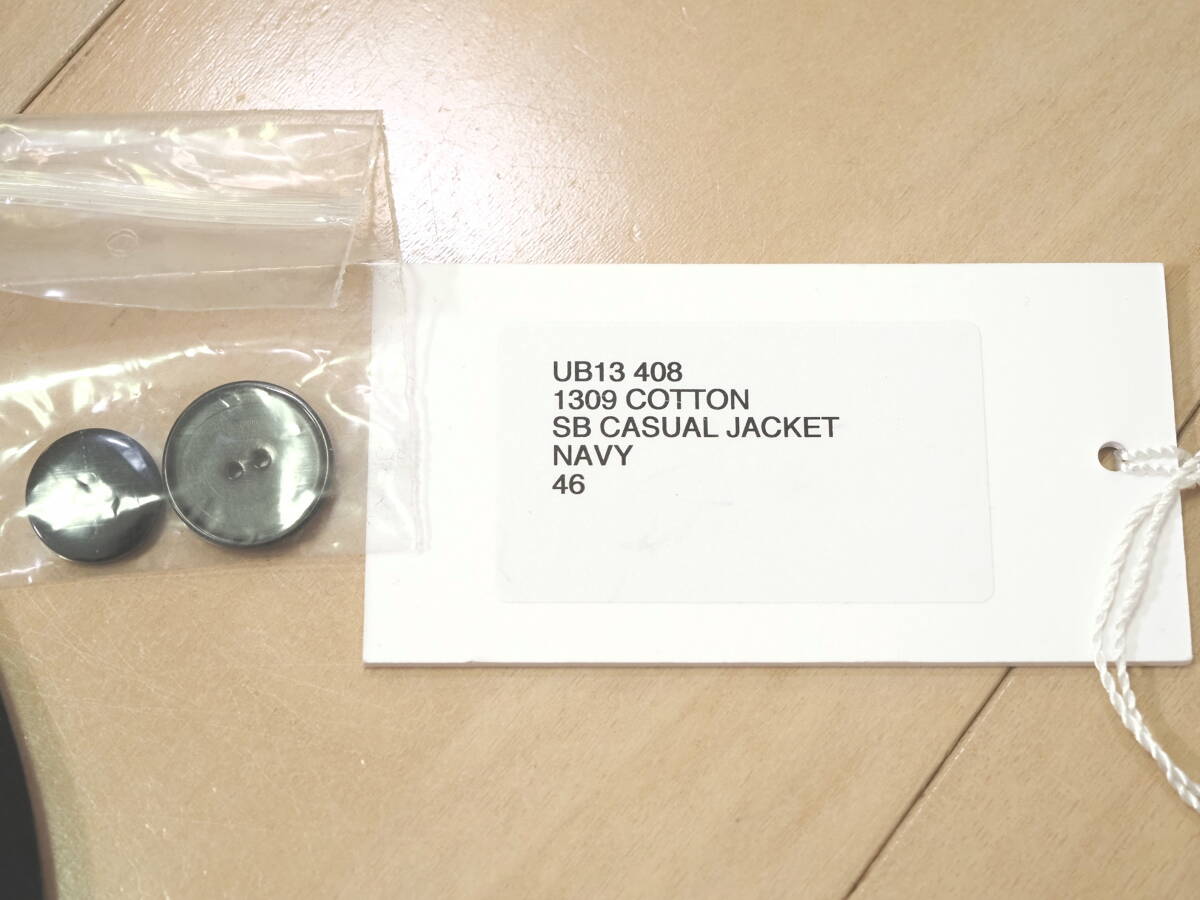 UB13 408
1309 COTTON
SB CASUAL JACKET
NAVY
46